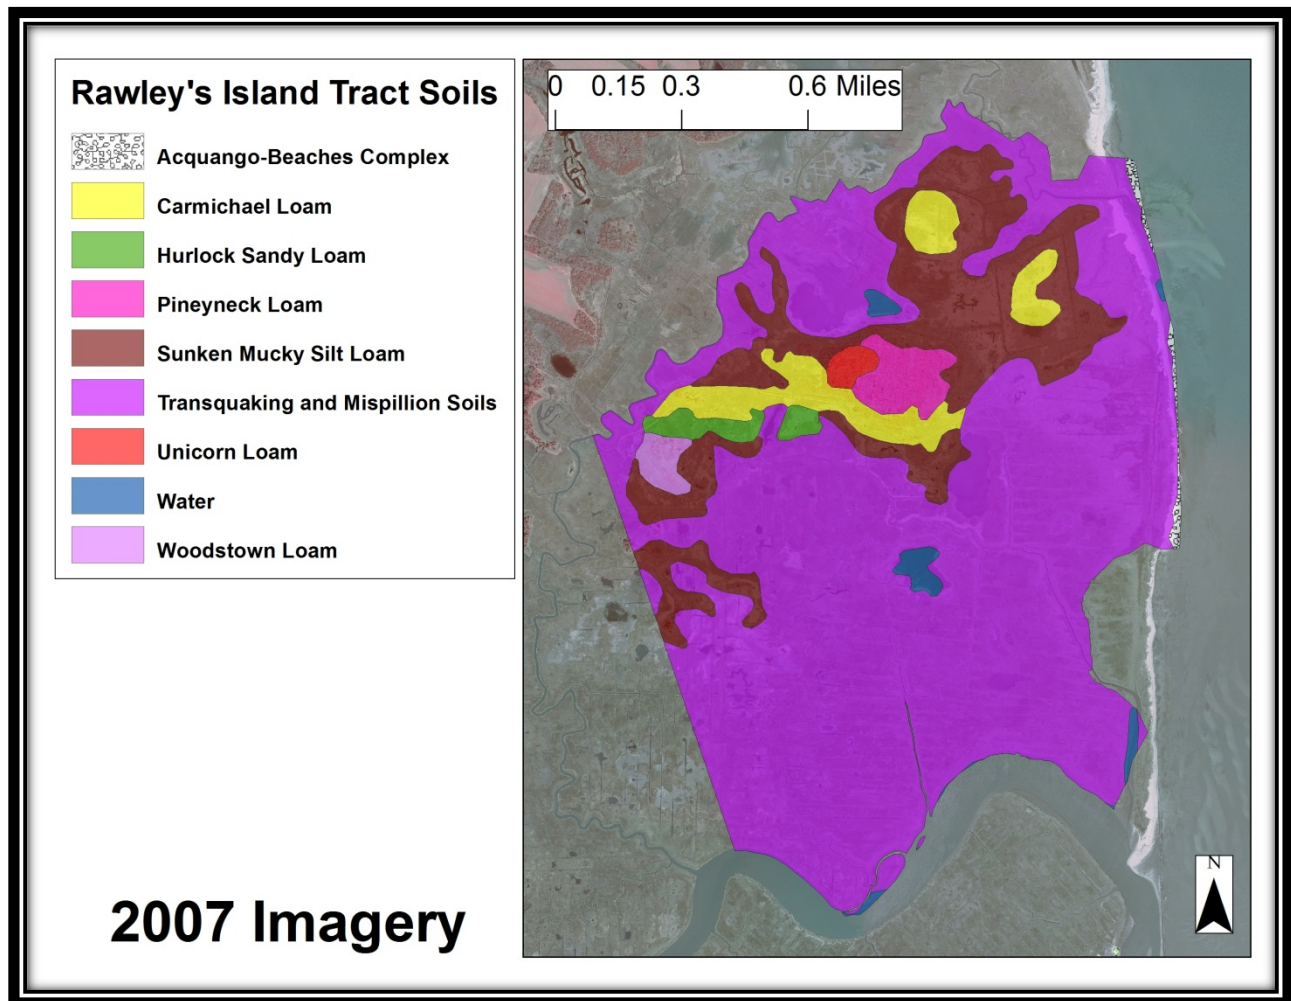 Rawley's Island Tract Soils
Acquango-Beaches Complex
Carmichael Loam
Hurlock Sandy Loam
Pineyneck Loam
Sunken Mucky Silt Loam
Transquaking and Mispillion Soils
Unicorn Loam
Water
Woodstown Loam
0 0.15 0.3 0.6 Miles
N
2007 Imagery